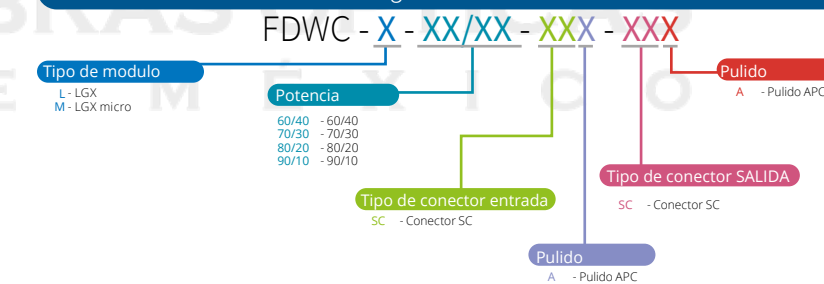 FDWC - X - XX/XX - XXX - XXX
Tipo de modulo
L - LGX
M - LGX micro
Potencia
60/40 - 60/40
70/30 - 70/30
80/20 - 80/20
90/10 - 90/10
Tipo de conector entrada
SC - Conector SC
Pulido
A - Pulido APC
Tipo de conector SALIDA
SC - Conector SC
Pulido
A - Pulido APC
MÉXICO